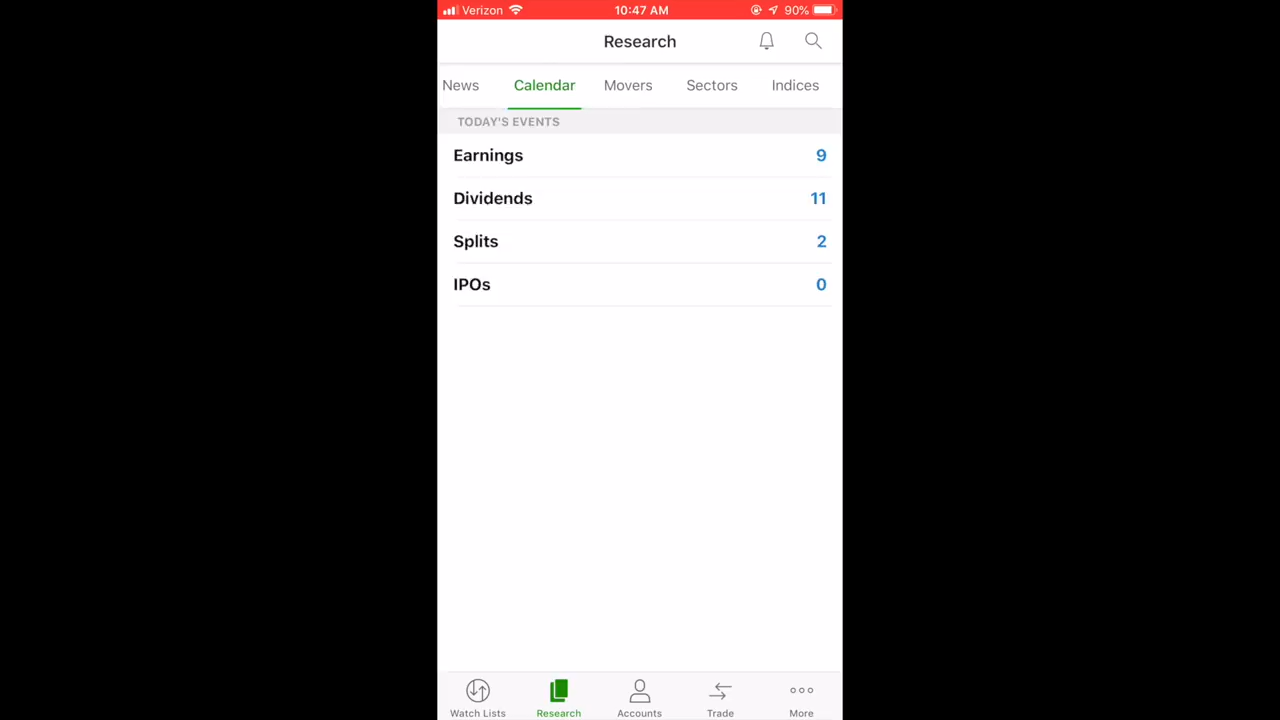 Verizon 10:47 AM 90%
Research
News Calendar Movers Sectors Indices
TODAY'S EVENTS
Earnings 9
Dividends 11
Splits 2
IPOs 0
Watch Lists Research Accounts Trade More